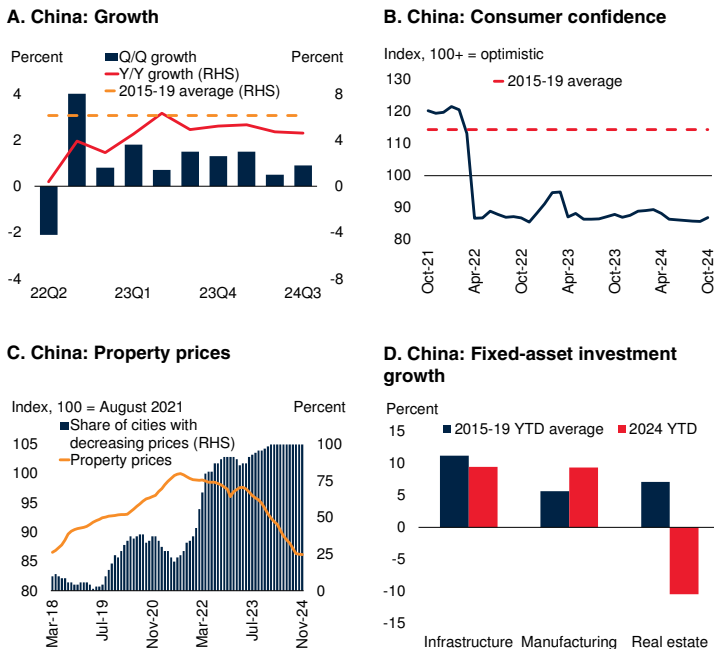 A. China: Growth
Percent
Percent
Q/Q growth
Y/Y growth (RHS)
2015-19 average (RHS)
4
2
0
-2
-4
8
4
0
-4
-8
22Q2
23Q1
23Q4
24Q3
B. China: Consumer confidence
Index, 100+ = optimistic
2015-19 average
130
120
110
100
90
80
Oct-21
Apr-22
Oct-22
Apr-23
Oct-23
Apr-24
Oct-24
C. China: Property prices
Index, 100 = August 2021
Percent
Share of cities with
decreasing prices (RHS)
Property prices
105
100
95
90
85
80
100
75
50
25
0
Mar-18
Jul-19
Nov-20
Mar-22
Jul-23
Nov-24
D. China: Fixed-asset investment
growth
Percent
2015-19 YTD average
2024 YTD
15
10
5
0
-5
-10
-15
Infrastructure
Manufacturing
Real estate